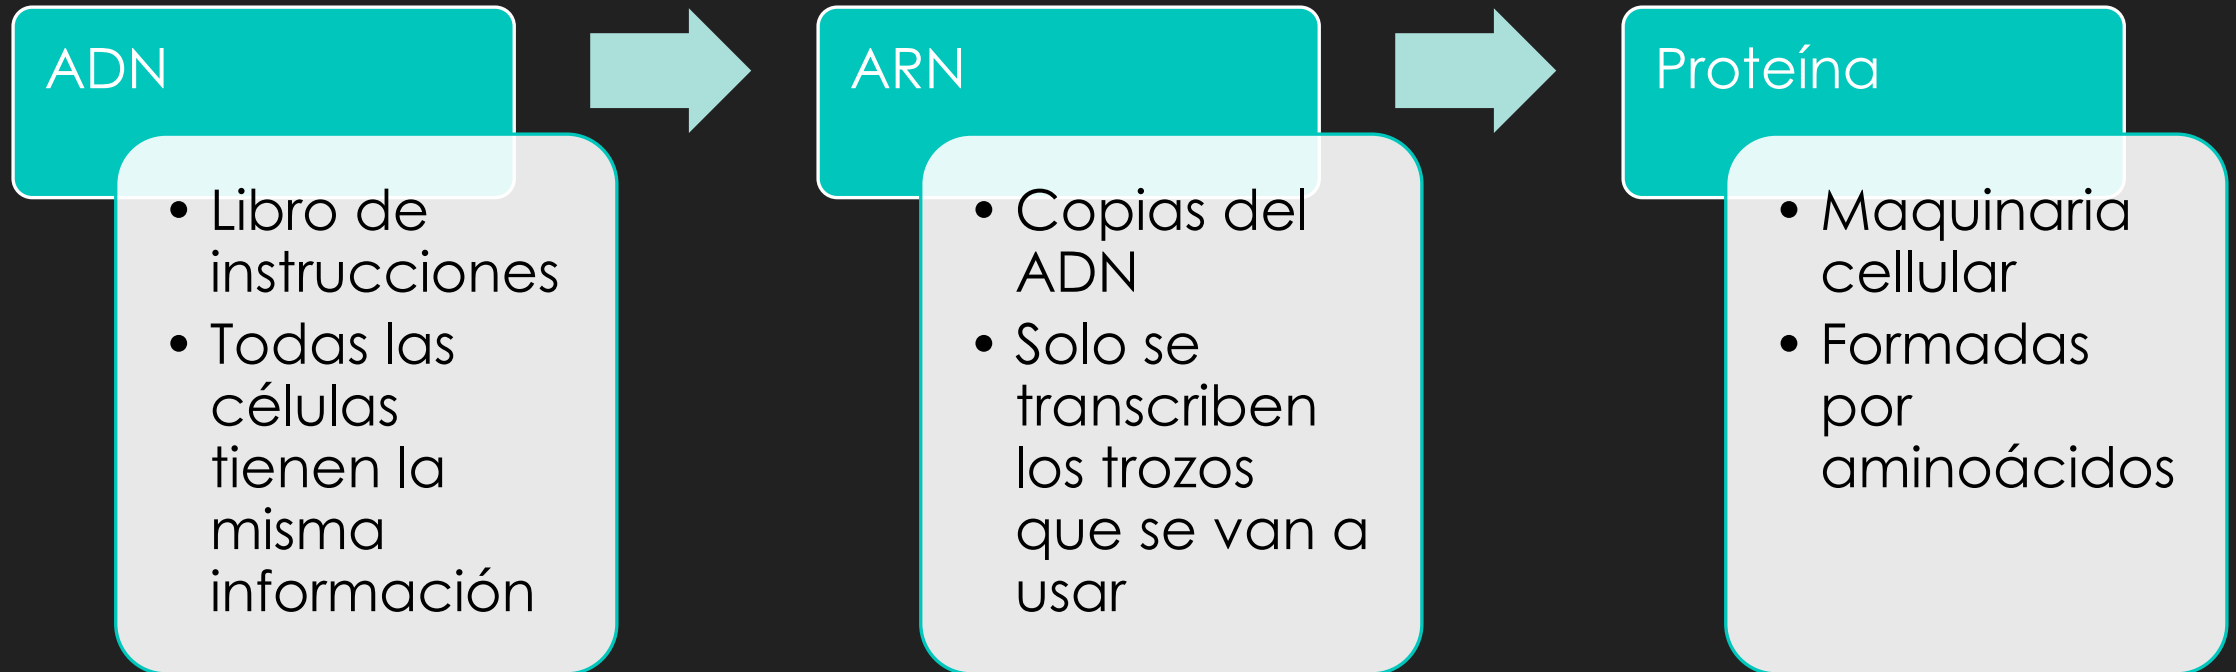 ADN
• Libro de
instrucciones
• Todas las
células
tienen la
misma
información
ARN
• Copias del
ADN
• Solo se
transcriben
los trozos
que se van a
usar
Proteína
• Maquinaria
cellular
• Formadas
por
aminoácidos